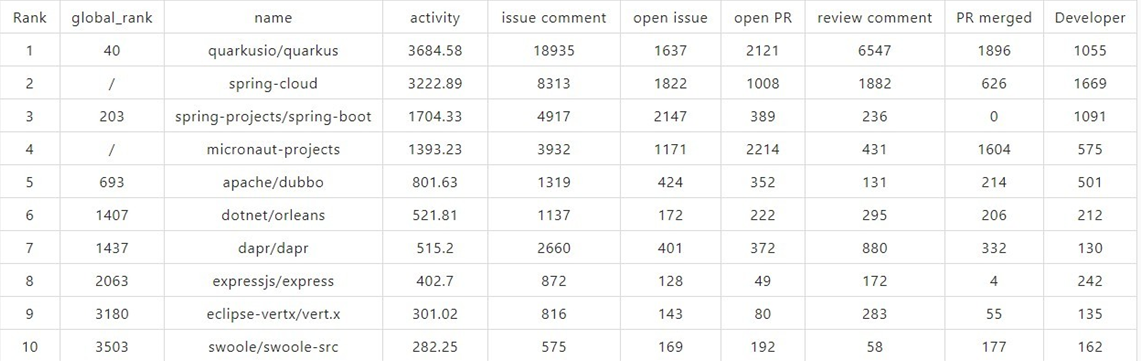 Rank global_rank name activity issue comment open issue open PR review comment PR merged Developer
1 40 quarkusio/quarkus 3684.58 18935 1637 2121 6547 1896 1055
2 / spring-cloud 3222.89 8313 1822 1008 1882 626 1669
3 203 spring-projects/spring-boot 1704.33 4917 2147 389 236 0 1091
4 / micronaut-projects 1393.23 3932 1171 2214 431 1604 575
5 693 apache/dubbo 801.63 1319 424 352 131 214 501
6 1407 dotnet/orleans 521.81 1137 172 222 295 206 212
7 1437 dapr/dapr 515.2 2660 401 372 880 332 130
8 2063 expressjs/express 402.7 872 128 49 172 4 242
9 3180 eclipse-vertx/vert.x 301.02 816 143 80 283 55 135
10 3503 swoole/swoole-src 282.25 575 169 192 58 177 162